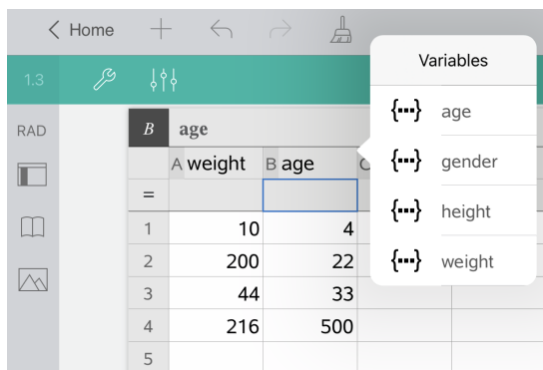 Home
1.3
Variables
RAD
B age
{···} age
A weight B age C
{···} gender
=
{···} height
1 10 4
2 200 22
{···} weight
3 44 33
4 216 500
5